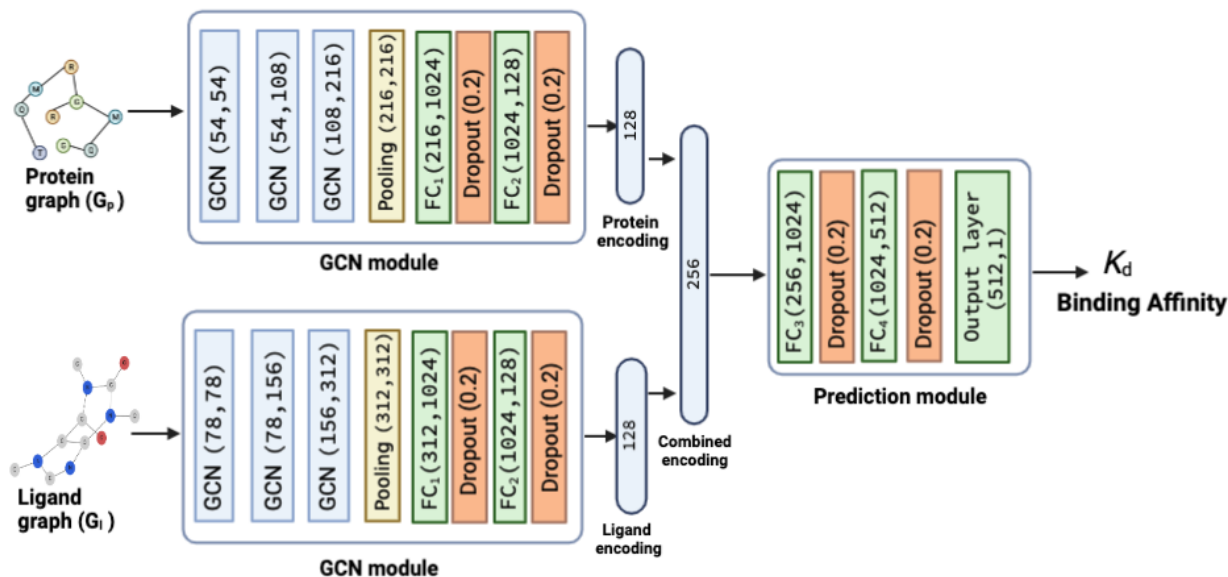 GCN (54,54)
GCN (54,108)
GCN (108,216)
Pooling (216,216)
FC₁(216,1024)
Dropout (0.2)
FC₂(1024,128)
Dropout (0.2)
GCN module
R
M
Q
G
R
M
T
G
Protein
graph (Gₚ)
128
Protein
encoding
256
Combined
encoding
FC₃(256,1024)
Dropout (0.2)
FC₄(1024,512)
Dropout (0.2)
Output layer
(512,1)
Prediction module
K_d
Binding Affinity
GCN (78,78)
GCN (78,156)
GCN (156,312)
Pooling (312,312)
FC₁(312,1024)
Dropout (0.2)
FC₂(1024,128)
Dropout (0.2)
GCN module
Ligand
graph (Gₗ )
128
Ligand
encoding